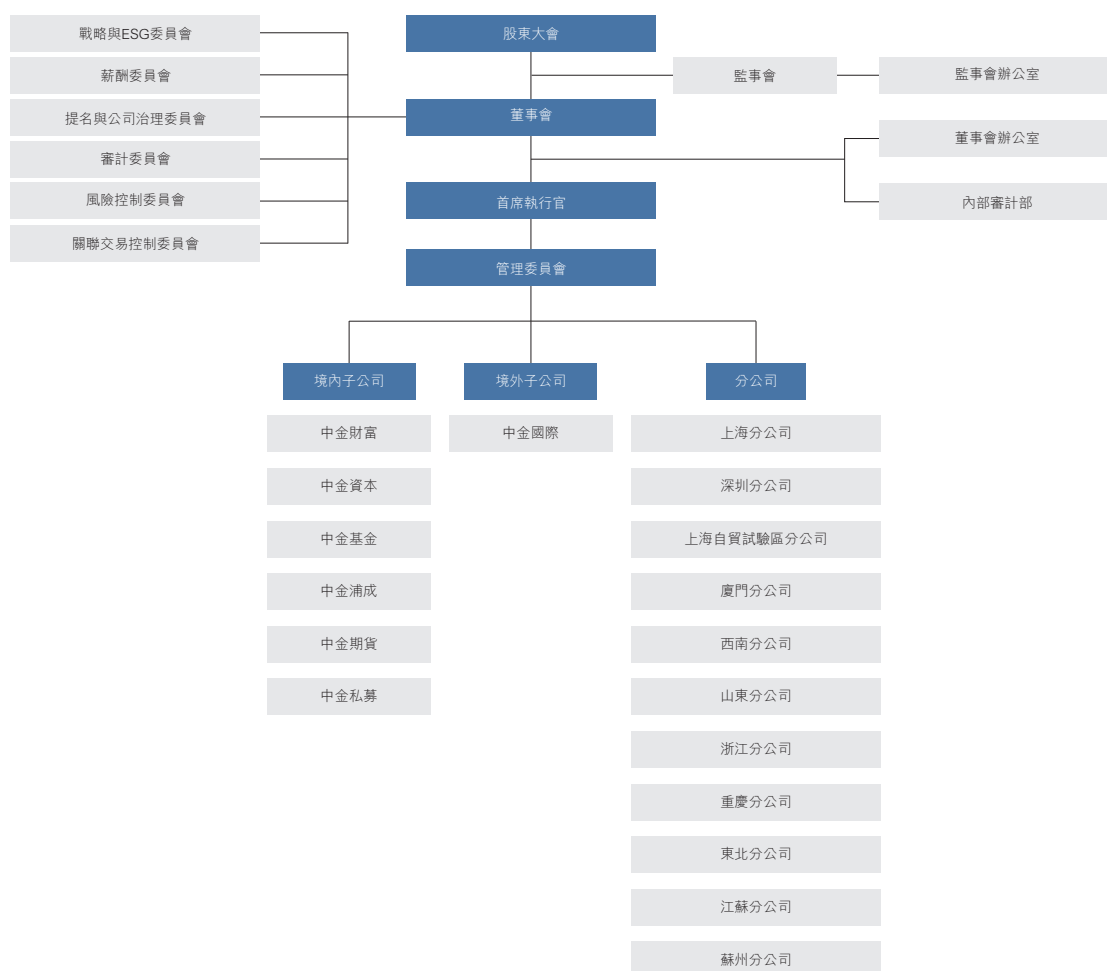 戰略與ESG委員會
薪酬委員會
提名與公司治理委員會
審計委員會
風險控制委員會
關聯交易控制委員會
股東大會
監事會
監事會辦公室
董事會
董事會辦公室
內部審計部
首席執行官
管理委員會
境內子公司
中金財富
中金資本
中金基金
中金浦成
中金期貨
中金私募
境外子公司
中金國際
分公司
上海分公司
深圳分公司
上海自貿試驗區分公司
廈門分公司
西南分公司
山東分公司
浙江分公司
重慶分公司
東北分公司
江蘇分公司
蘇州分公司